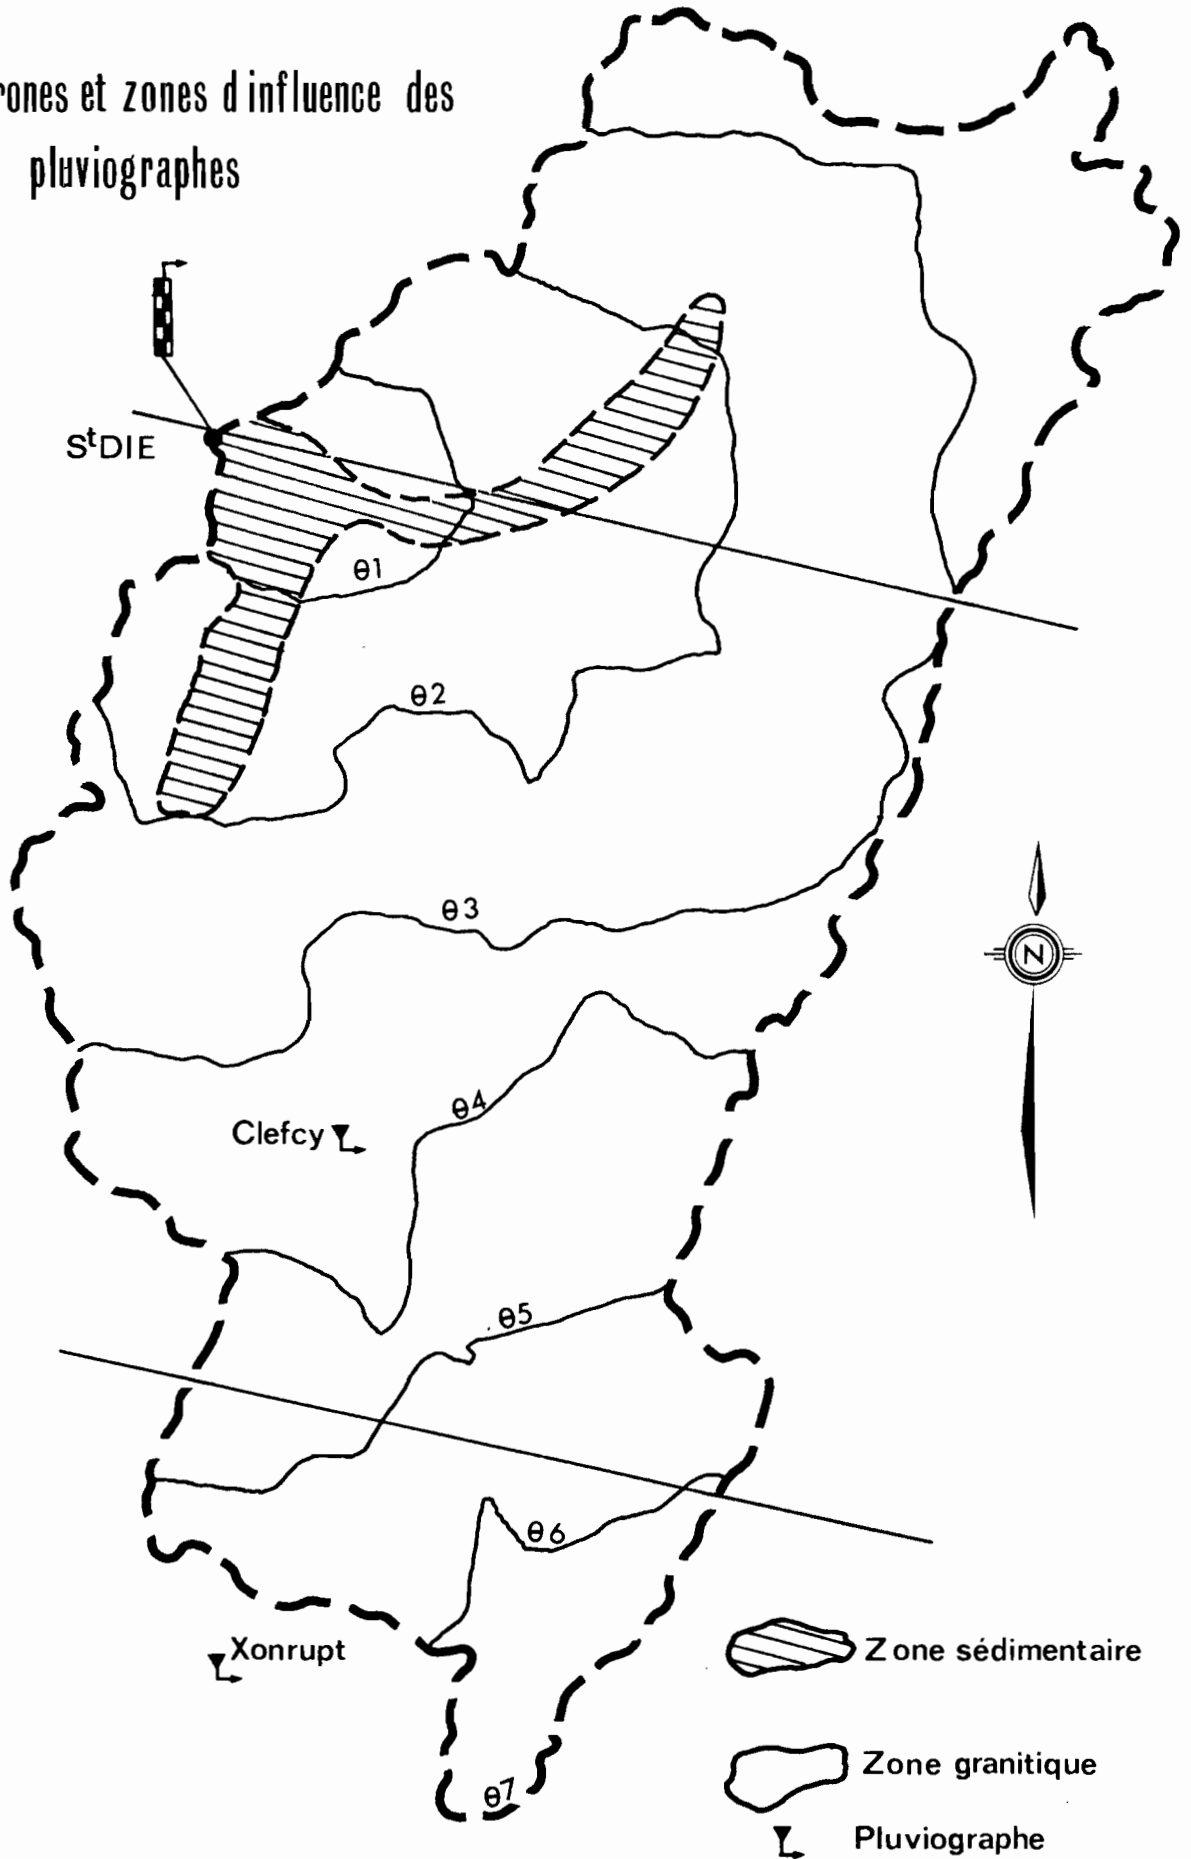 et zones d influence des
pluviographes
StDIE
θ1
θ2
θ3
N
θ4
Clefcy
θ5
θ6
Xonrupt
Zone sédimentaire
θ7
Zone granitique
Pluviographe